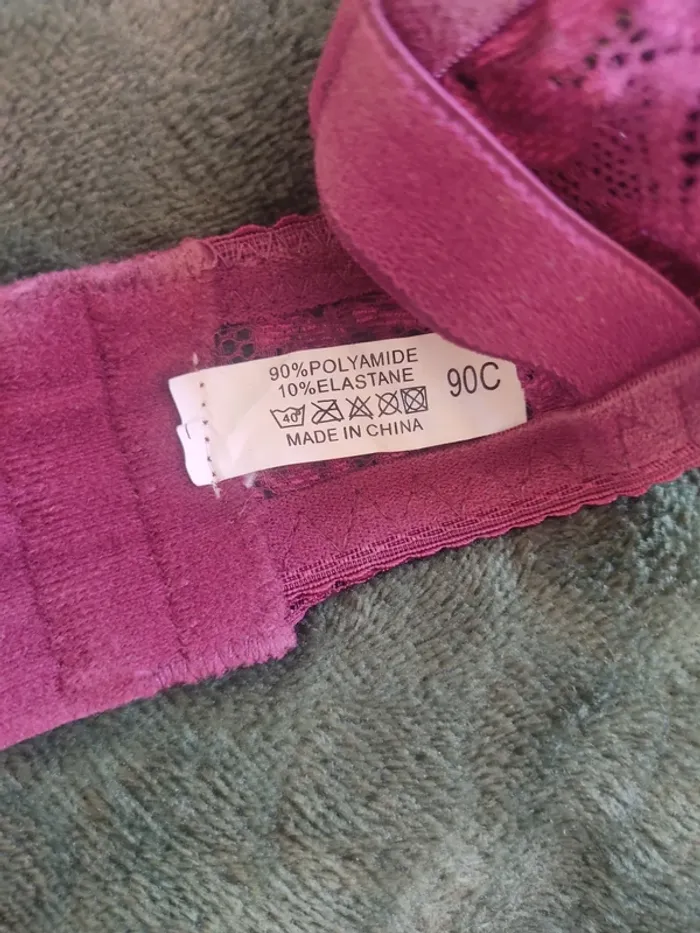 90%POLYAMIDE
10%ELASTANE
40°
MADE IN CHINA
90C